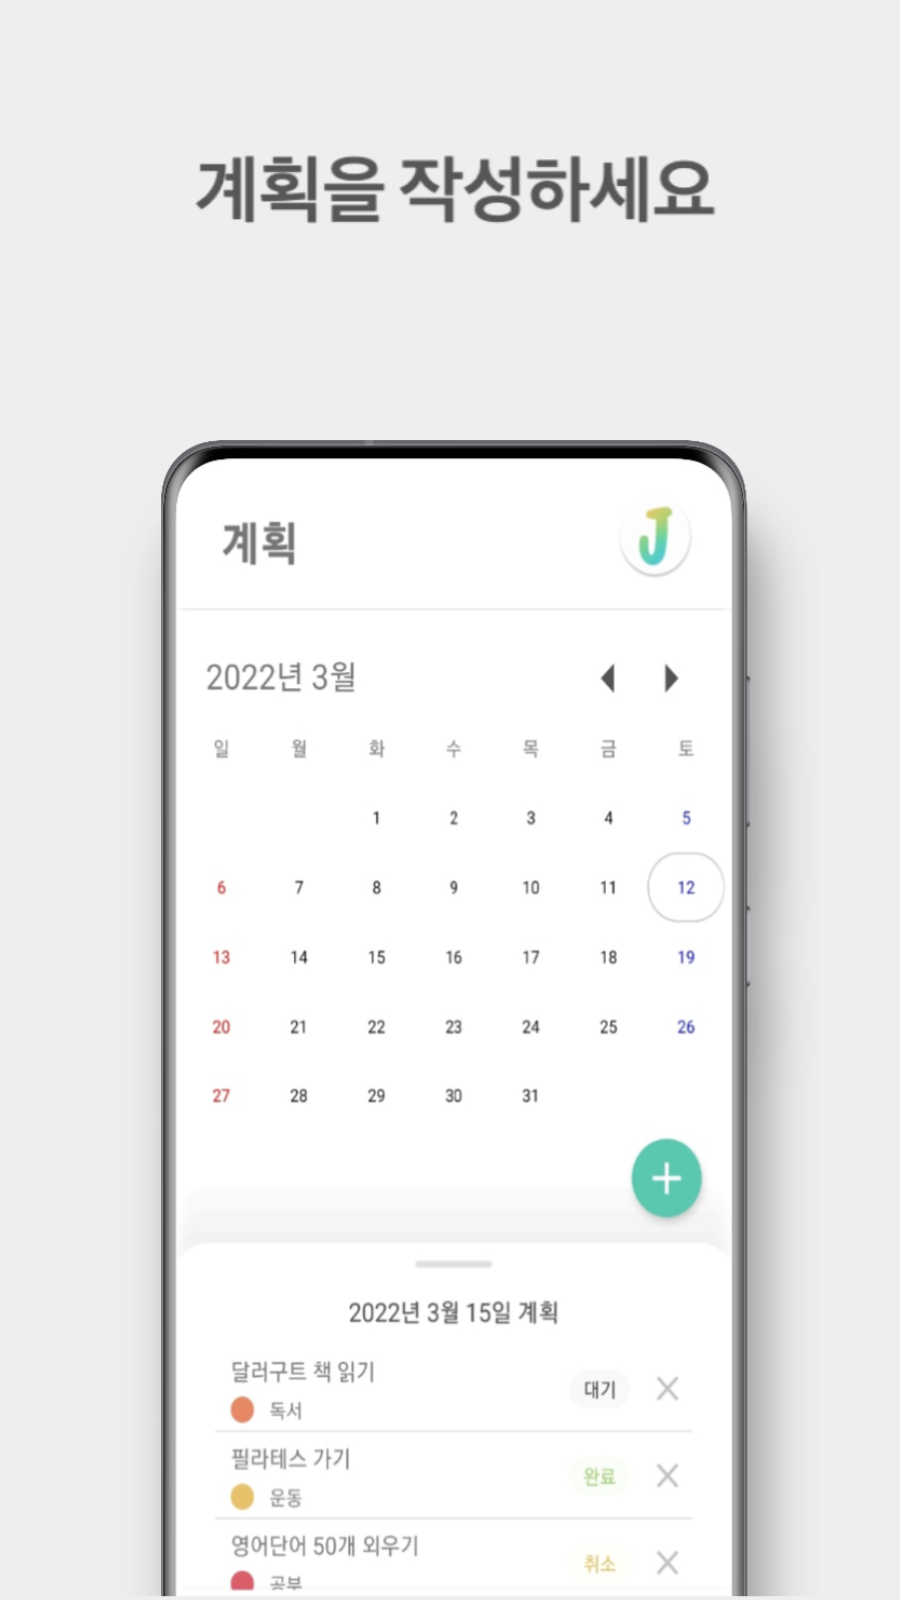 계획을 작성하세요
계획
J
2022년 3월
일 월 화 수 목 금 토
1 2 3 4 5
6 7 8 9 10 11 12
13 14 15 16 17 18 19
20 21 22 23 24 25 26
27 28 29 30 31
+
2022년 3월 15일 계획
달러구트 책 읽기
독서
대기
필라테스 가기
운동
완료
영어단어 50개 외우기
공부
취소